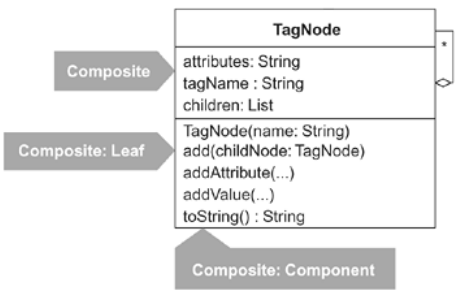 TagNode
*
Composite
attributes: String
tagName : String
children: List
Composite: Leaf
TagNode(name: String)
add(childNode: TagNode)
addAttribute(...)
addValue(...)
toString() : String
Composite: Component